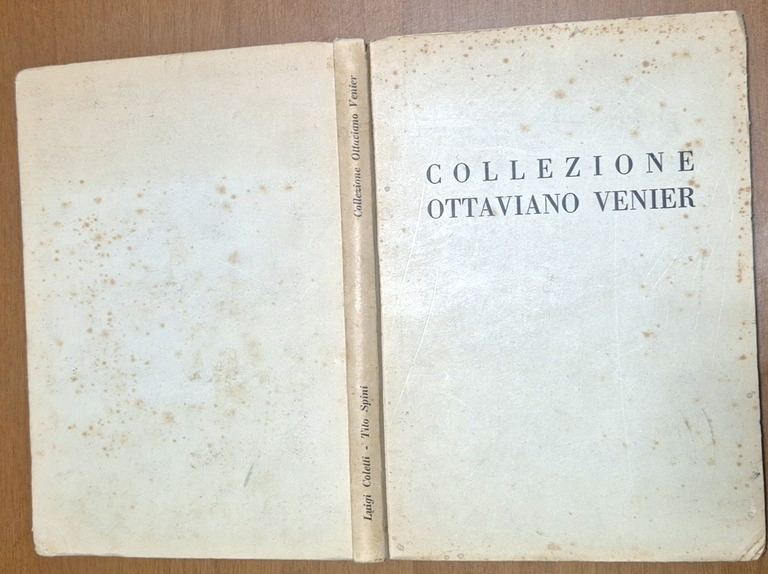 COLLEZIONE
OTTAVIANO VENIER
Luigi Coletti - Tito Spini
Collezione Ottaviano Venier